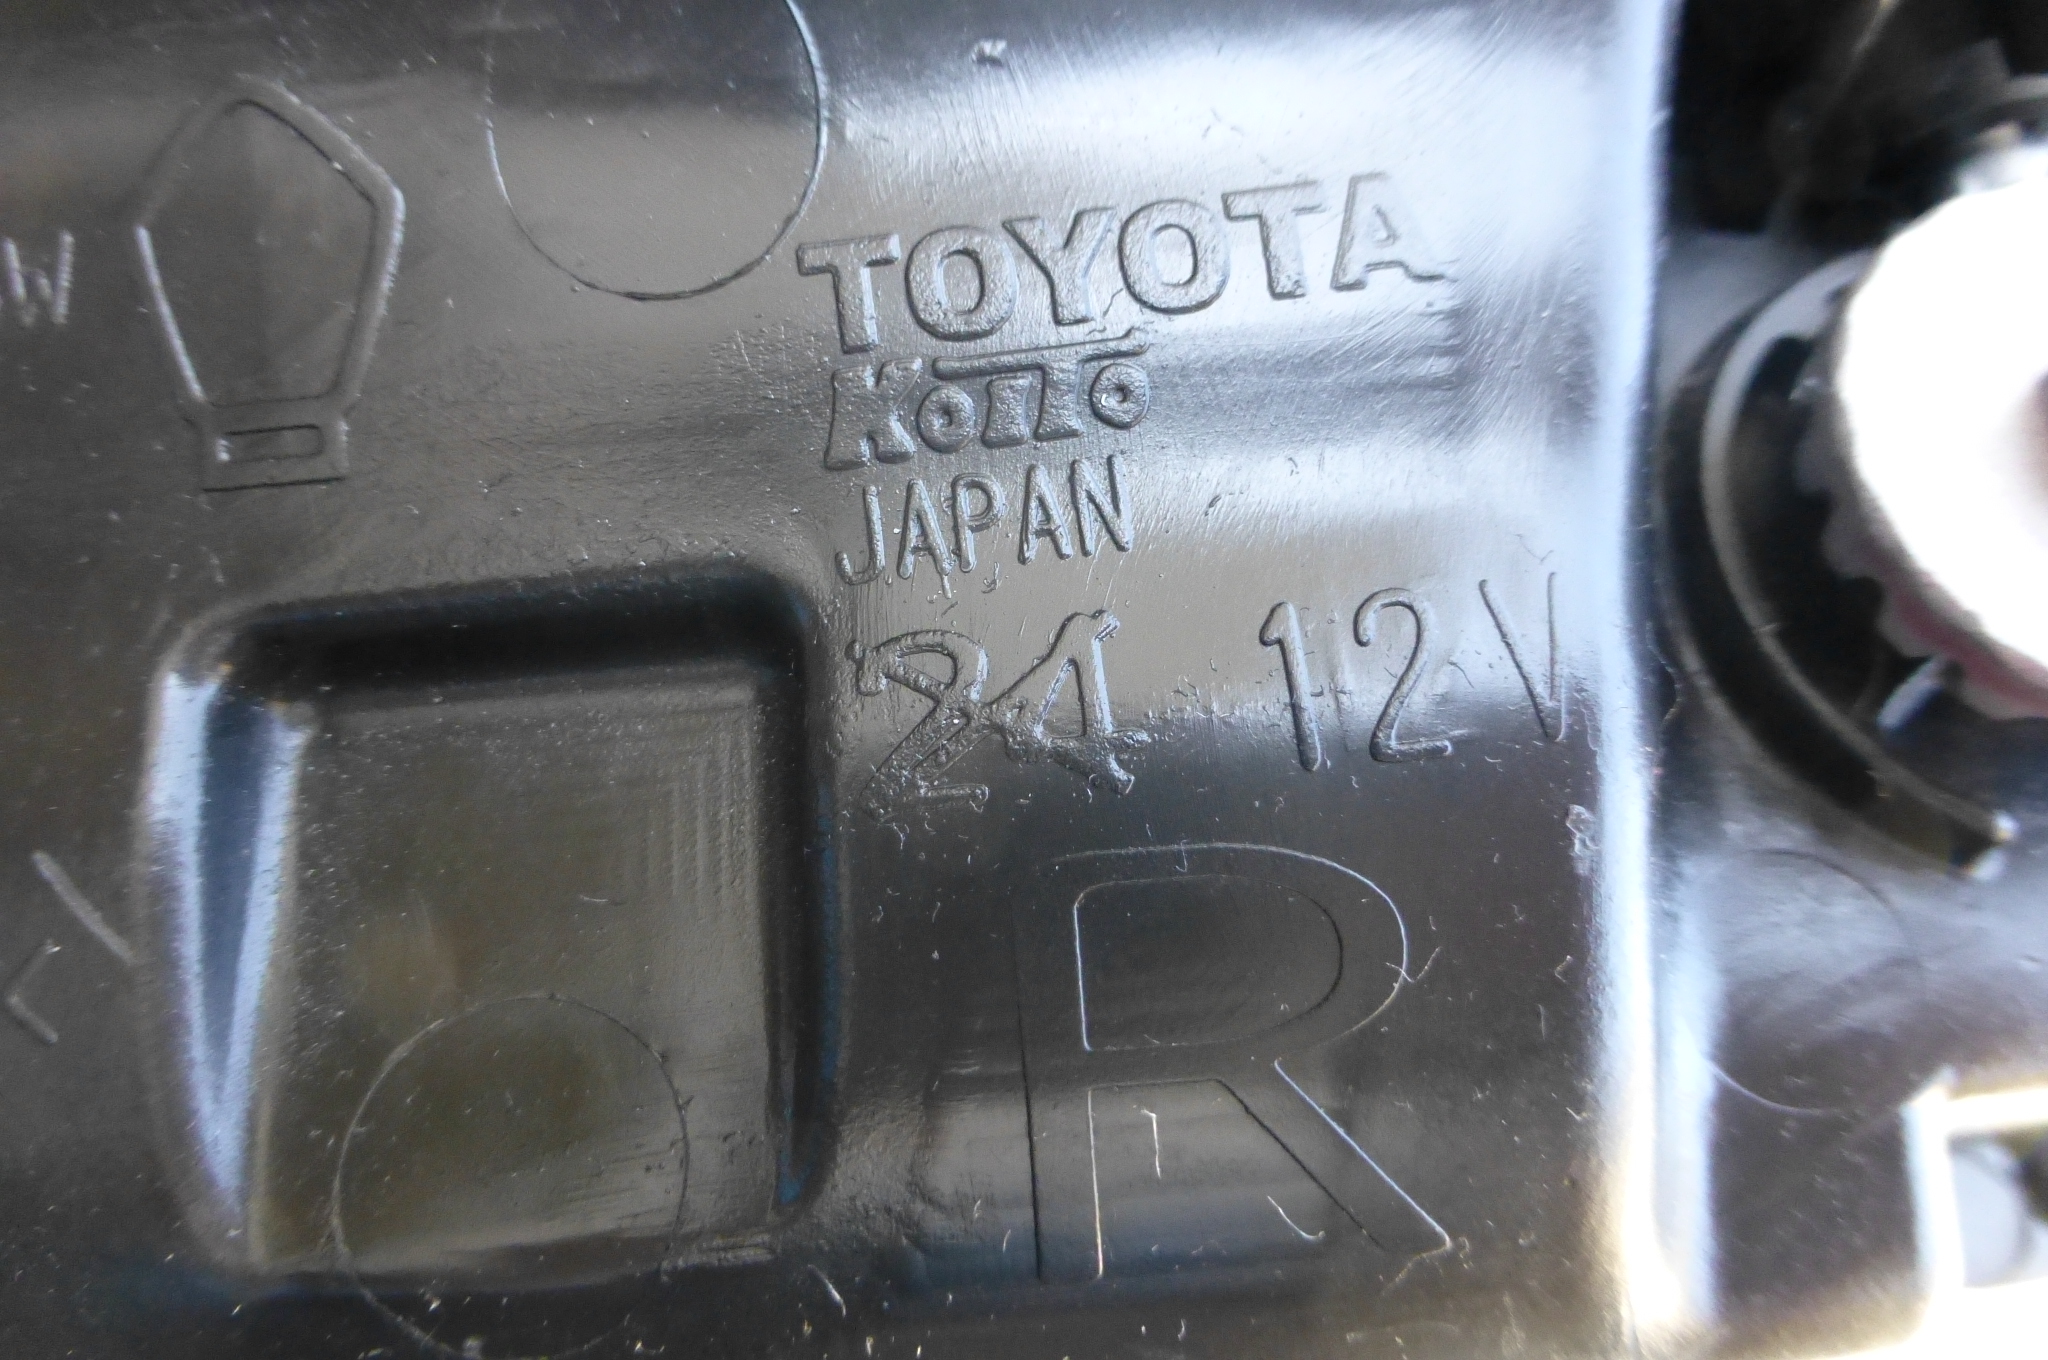 W
TOYOTA
KOITO
JAPAN
24 12V
R